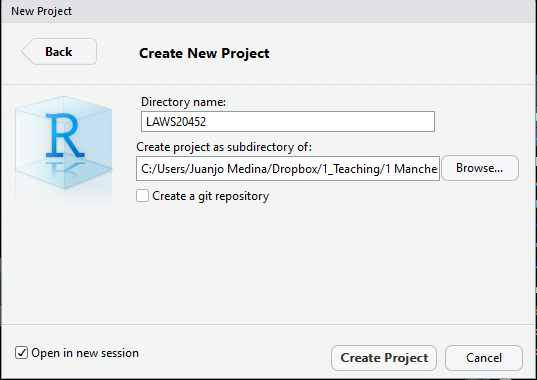 New Project
Back
Create New Project
R
Directory name:
LAWS20452
Create project as subdirectory of:
C:/Users/Juanjo Medina/Dropbox/1_Teaching/1 Manche
Browse...
Create a git repository
Open in new session
Create Project
Cancel